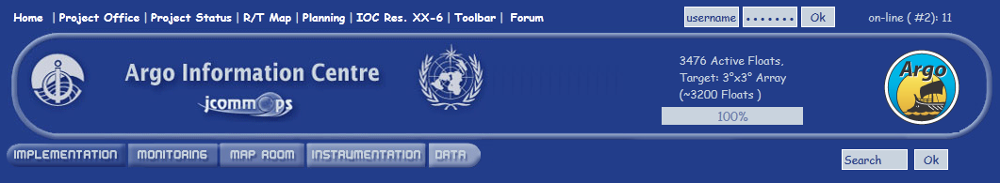 Home | Project Office | Project Status | R/T Map | Planning | IOC Res. XX-6 | Toolbar | Forum
username ••••••• Ok
on-line ( #2): 11
Argo Information Centre
jcommops
3476 Active Floats,
Target: 3°x3° Array
(~3200 Floats )
100%
Argo
IMPLEMENTATION MONITORING MAP ROOM INSTRUMENTATION DATA
Search Ok